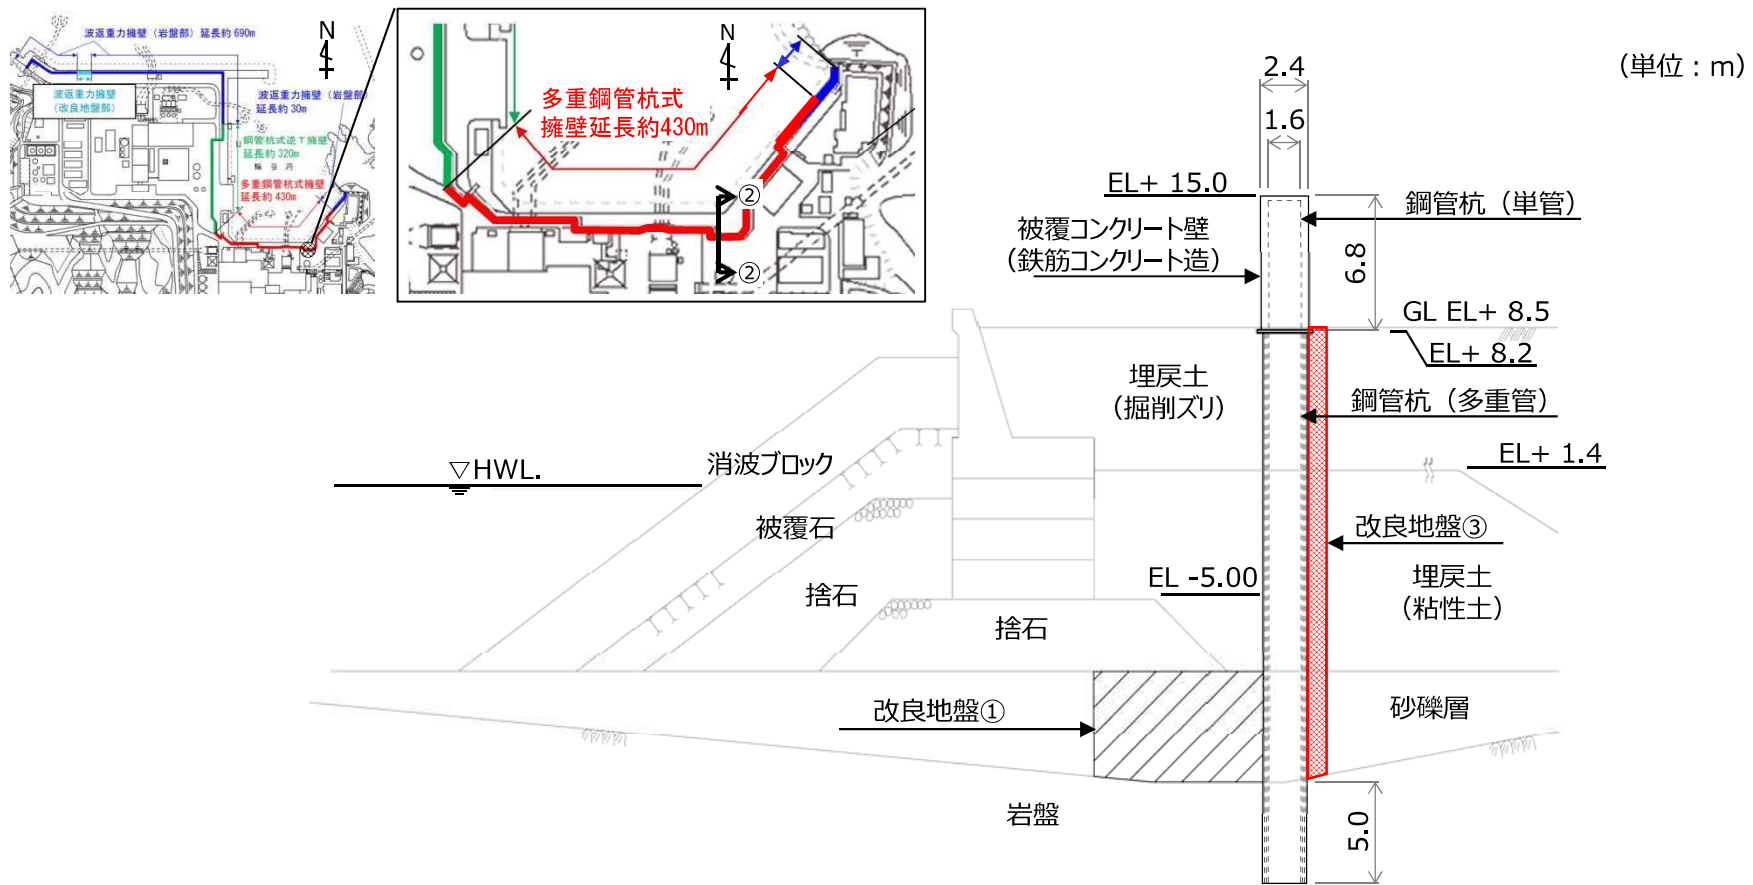 波返重力擁壁（岩盤部）延長約690m
N
波返重力擁壁
（改良地盤部）
波返重力擁壁（岩盤部）
延長約30m
鋼管杭式逆T擁壁
延長約320m
輪谷湾
多重鋼管杭式擁壁
延長約430m
N
多重鋼管杭式
擁壁延長約430m
②
②
（単位：m）
2.4
1.6
EL+ 15.0
鋼管杭（単管）
被覆コンクリート壁
（鉄筋コンクリート造）
6.8
GL EL+ 8.5
EL+ 8.2
埋戻土
（掘削ズリ）
鋼管杭（多重管）
EL+ 1.4
▽HWL.
消波ブロック
被覆石
改良地盤③
捨石
EL -5.00
埋戻土
（粘性土）
捨石
改良地盤①
砂礫層
岩盤
5.0